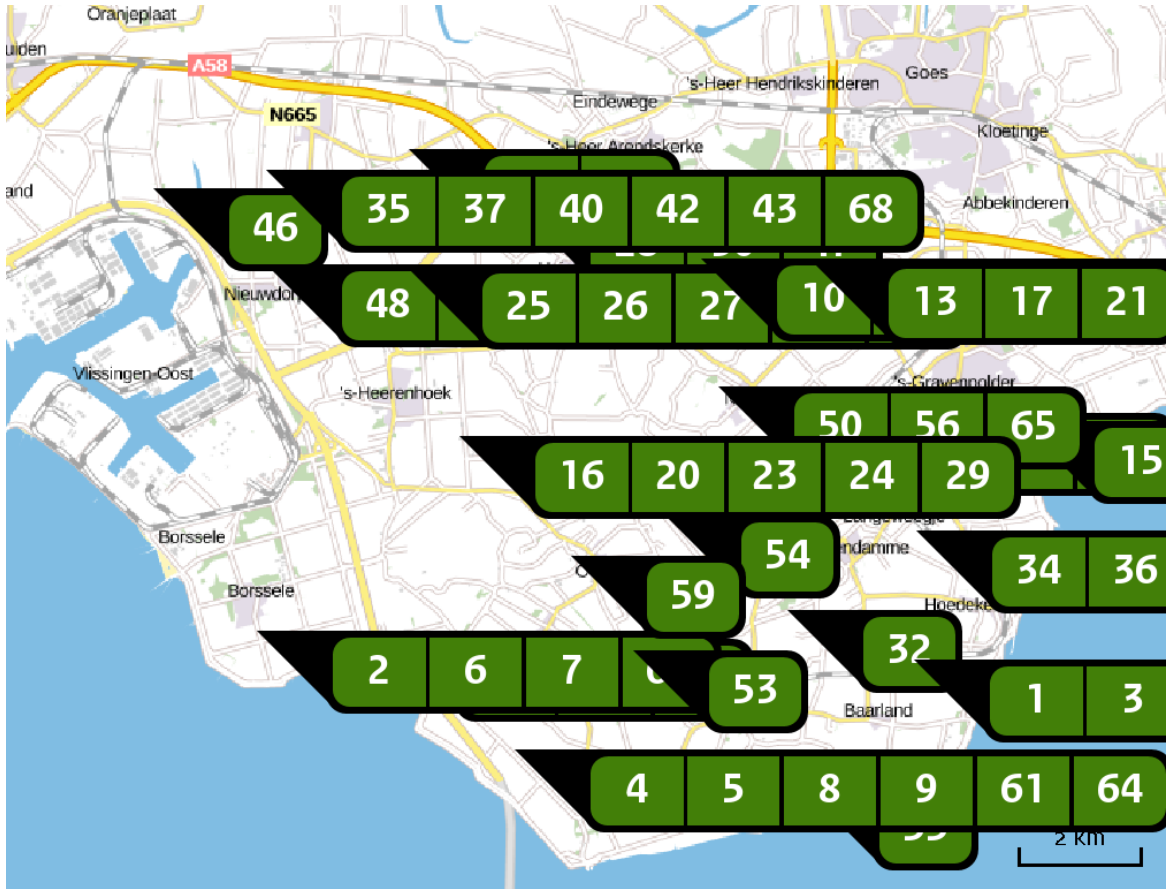 Oranjeplaat
uiden
A58
Goes
's-Heer Hendrikskinderen
Eindewege
N665
Kloetinge
's-Heer Arendskerke
and
Abbekinderen
35 37 40 42 43 68
46
48 25 26 27 10 13 17 21
Vlissingen-Oost
's-Gravenpolder
's-Heerenhoek
50 56 65
15
16 20 23 24 29
Borssele
54
endamme
34 36
Borssele
59
Hoedeke
32
2 6 7
53
1 3
Baarland
4 5 8 9 61 64
2 km